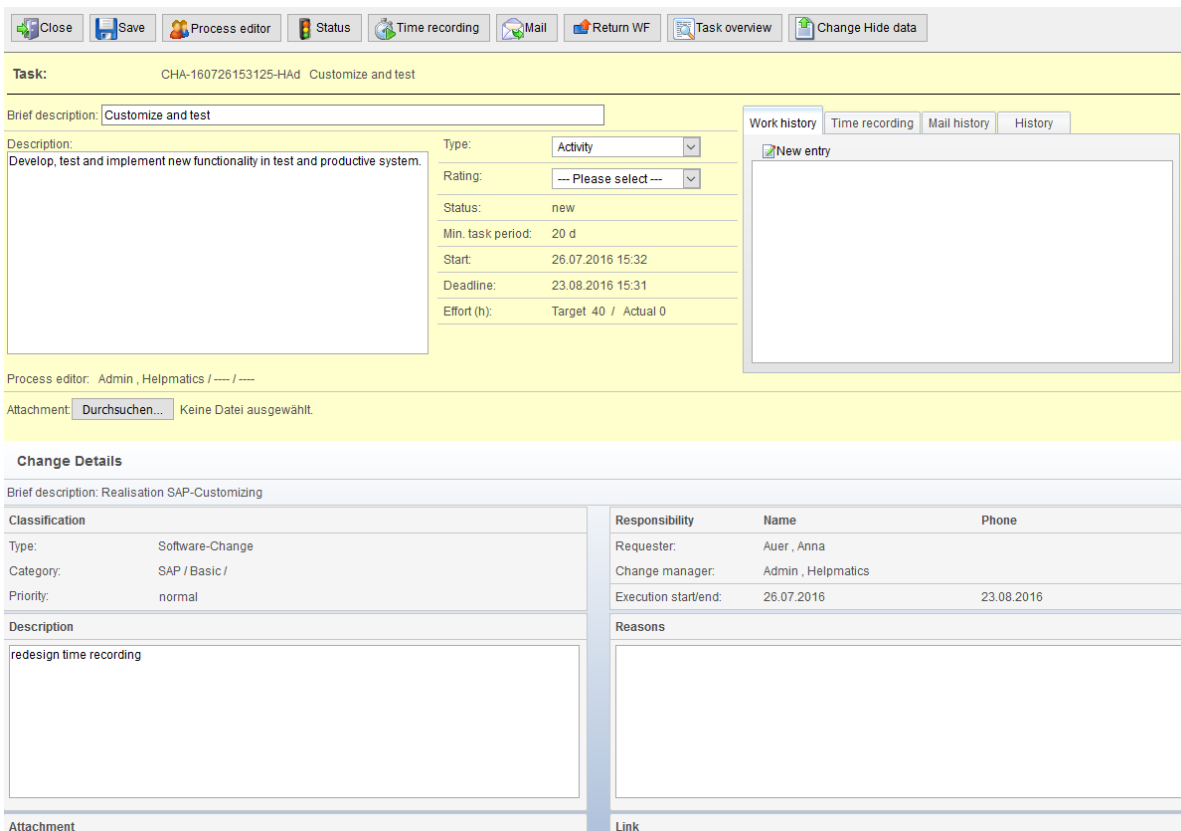 Close Save Process editor Status Time recording Mail Return WF Task overview Change Hide data
Task: CHA-160726153125-HAd Customize and test
Brief description: Customize and test
Description:
Develop, test and implement new functionality in test and productive system.
Type: Activity
Rating: --- Please select ---
Status: new
Min. task period: 20 d
Start: 26.07.2016 15:32
Deadline: 23.08.2016 15:31
Effort (h): Target 40 / Actual 0
Work history Time recording Mail history History
New entry
Process editor: Admin , Helpmatics / ---- / ----
Attachment: Durchsuchen... Keine Datei ausgewählt.
Change Details
Brief description: Realisation SAP-Customizing
Classification
Type: Software-Change
Category: SAP / Basic /
Priority: normal
Responsibility Name Phone
Requester: Auer , Anna
Change manager: Admin , Helpmatics
Execution start/end: 26.07.2016 23.08.2016
Description
redesign time recording
Reasons
Attachment
Link